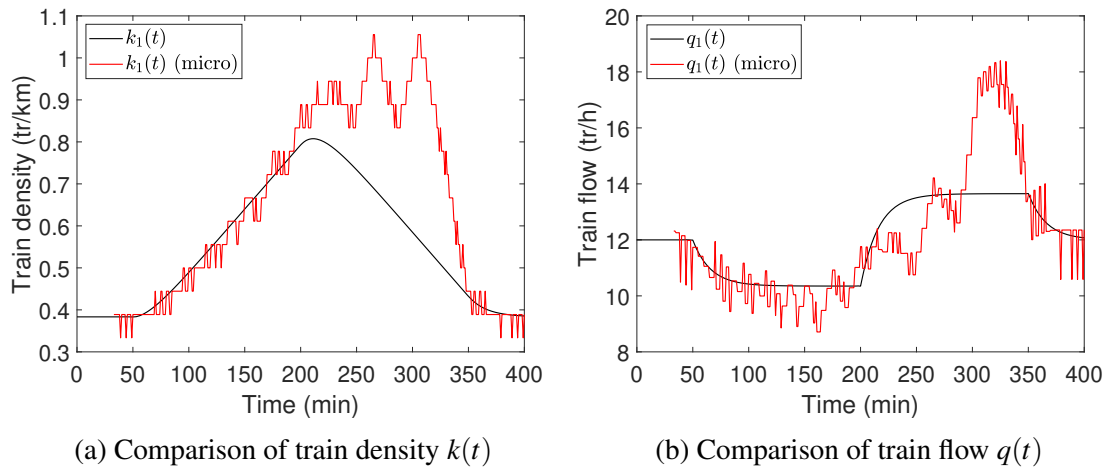 1.1
1
0.9
0.8
0.7
0.6
0.5
0.4
0.3
Train density (tr/km)
k₁(t)
k₁(t) (micro)
0 50 100 150 200 250 300 350 400
Time (min)
(a) Comparison of train density k(t)
20
18
16
14
12
10
8
Train flow (tr/h)
q₁(t)
q₁(t) (micro)
0 50 100 150 200 250 300 350 400
Time (min)
(b) Comparison of train flow q(t)